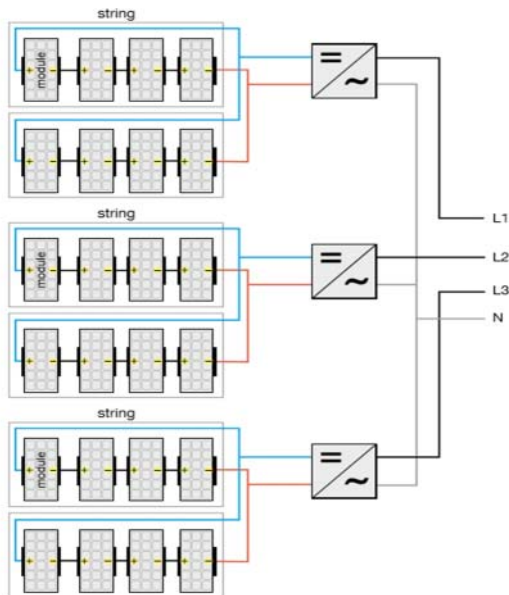 string
module
+ − + − + − + −
+ − + − + − + −
= ~
L1
string
L2
module
+ − + − + − + −
= ~
L3
N
+ − + − + − + −
string
module
+ − + − + − + −
= ~
+ − + − + − + −